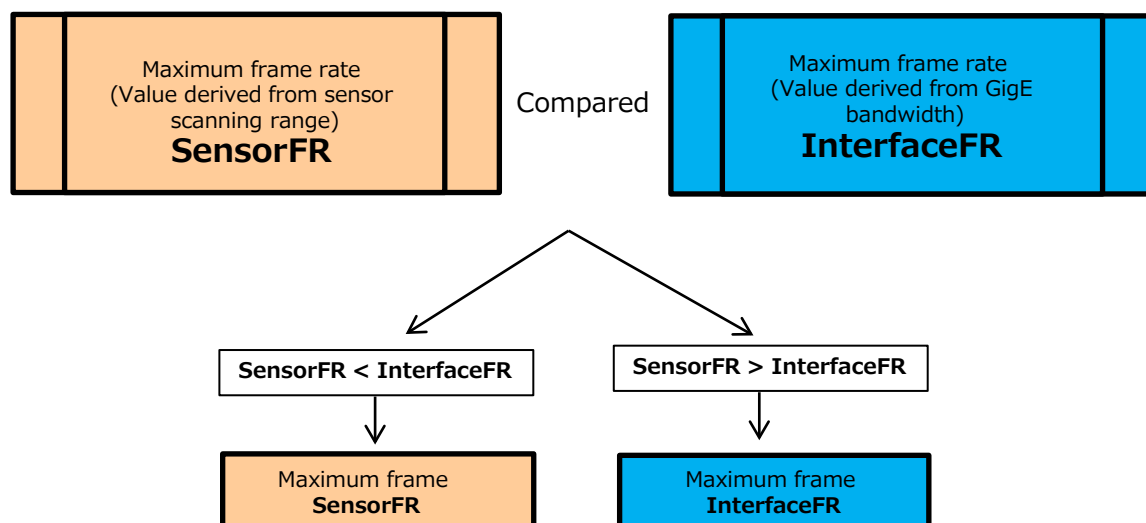 Maximum frame rate
(Value derived from sensor
scanning range)
SensorFR
Compared
Maximum frame rate
(Value derived from GigE
bandwidth)
InterfaceFR
SensorFR < InterfaceFR
SensorFR > InterfaceFR
Maximum frame
SensorFR
Maximum frame
InterfaceFR